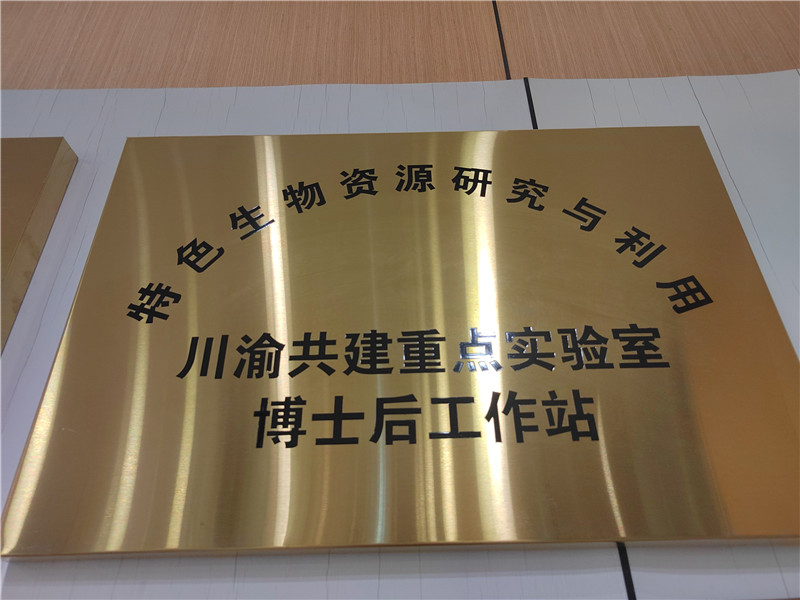 特色生物资源研究与利用
川渝共建重点实验室
博士后工作站